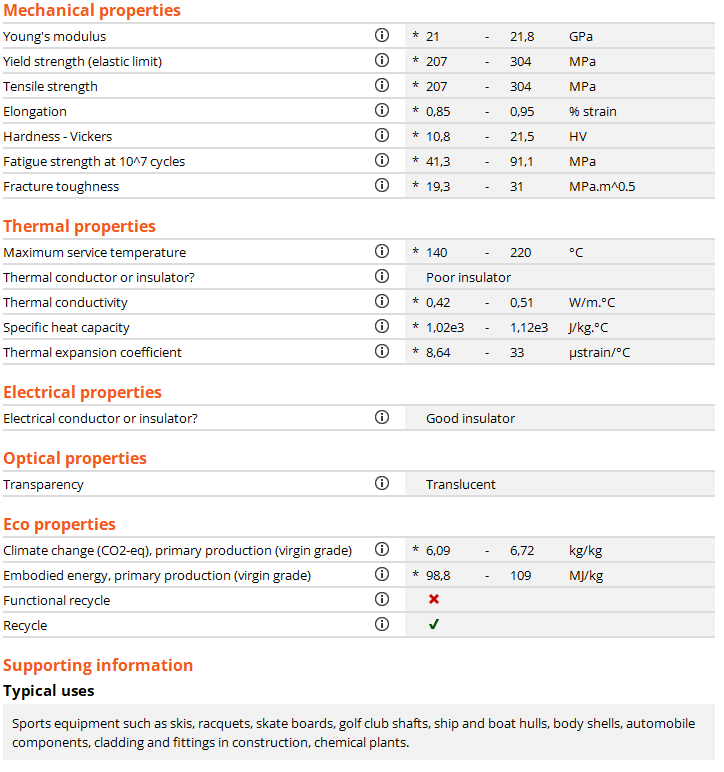 Mechanical properties
Young's modulus * 21 - 21,8 GPa
Yield strength (elastic limit) * 207 - 304 MPa
Tensile strength * 207 - 304 MPa
Elongation * 0,85 - 0,95 % strain
Hardness - Vickers * 10,8 - 21,5 HV
Fatigue strength at 10^7 cycles * 41,3 - 91,1 MPa
Fracture toughness * 19,3 - 31 MPa.m^0.5
Thermal properties
Maximum service temperature * 140 - 220 °C
Thermal conductor or insulator? Poor insulator
Thermal conductivity * 0,42 - 0,51 W/m.°C
Specific heat capacity * 1,02e3 - 1,12e3 J/kg.°C
Thermal expansion coefficient * 8,64 - 33 µstrain/°C
Electrical properties
Electrical conductor or insulator? Good insulator
Optical properties
Transparency Translucent
Eco properties
Climate change (CO2-eq), primary production (virgin grade) * 6,09 - 6,72 kg/kg
Embodied energy, primary production (virgin grade) * 98,8 - 109 MJ/kg
Functional recycle ✘
Recycle ✔
Supporting information
Typical uses
Sports equipment such as skis, racquets, skate boards, golf club shafts, ship and boat hulls, body shells, automobile
components, cladding and fittings in construction, chemical plants.